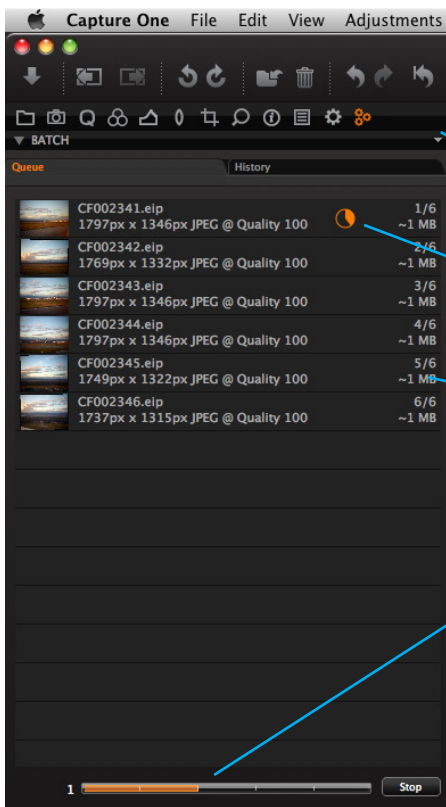 Capture One File Edit View Adjustments
BATCH
Queue History
CF002341.eip 1/6
1797px x 1346px JPEG @ Quality 100 ~1 MB
CF002342.eip 2/6
1769px x 1332px JPEG @ Quality 100 ~1 MB
CF002343.eip 3/6
1797px x 1346px JPEG @ Quality 100 ~1 MB
CF002344.eip 4/6
1797px x 1346px JPEG @ Quality 100 ~1 MB
CF002345.eip 5/6
1749px x 1322px JPEG @ Quality 100 ~1 MB
CF002346.eip 6/6
1737px x 1315px JPEG @ Quality 100 ~1 MB
1 Stop